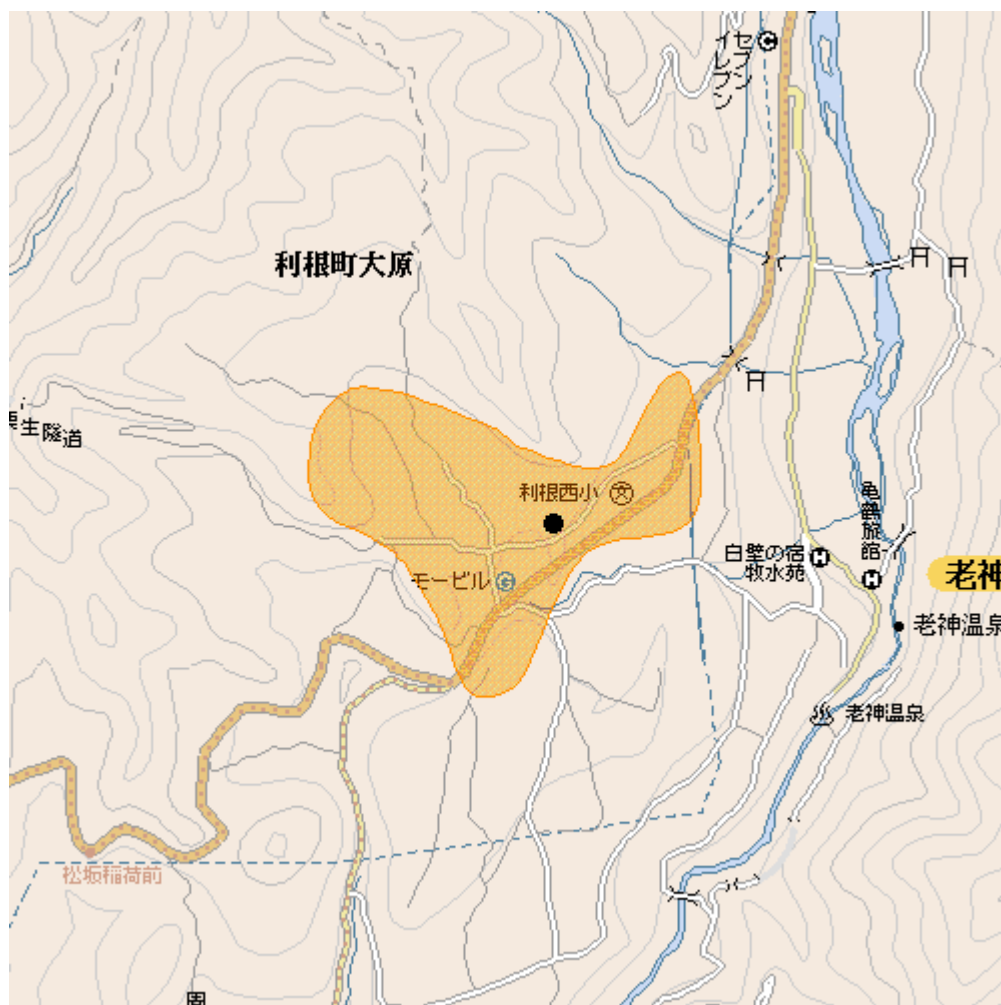 セブン
イレブン
利根町大原
生隧道
利根西小
文
モービル
G
亀鶴旅館
白壁の宿
牧水苑
H
H
老神
老神温泉
老神温泉
松坂稲荷前